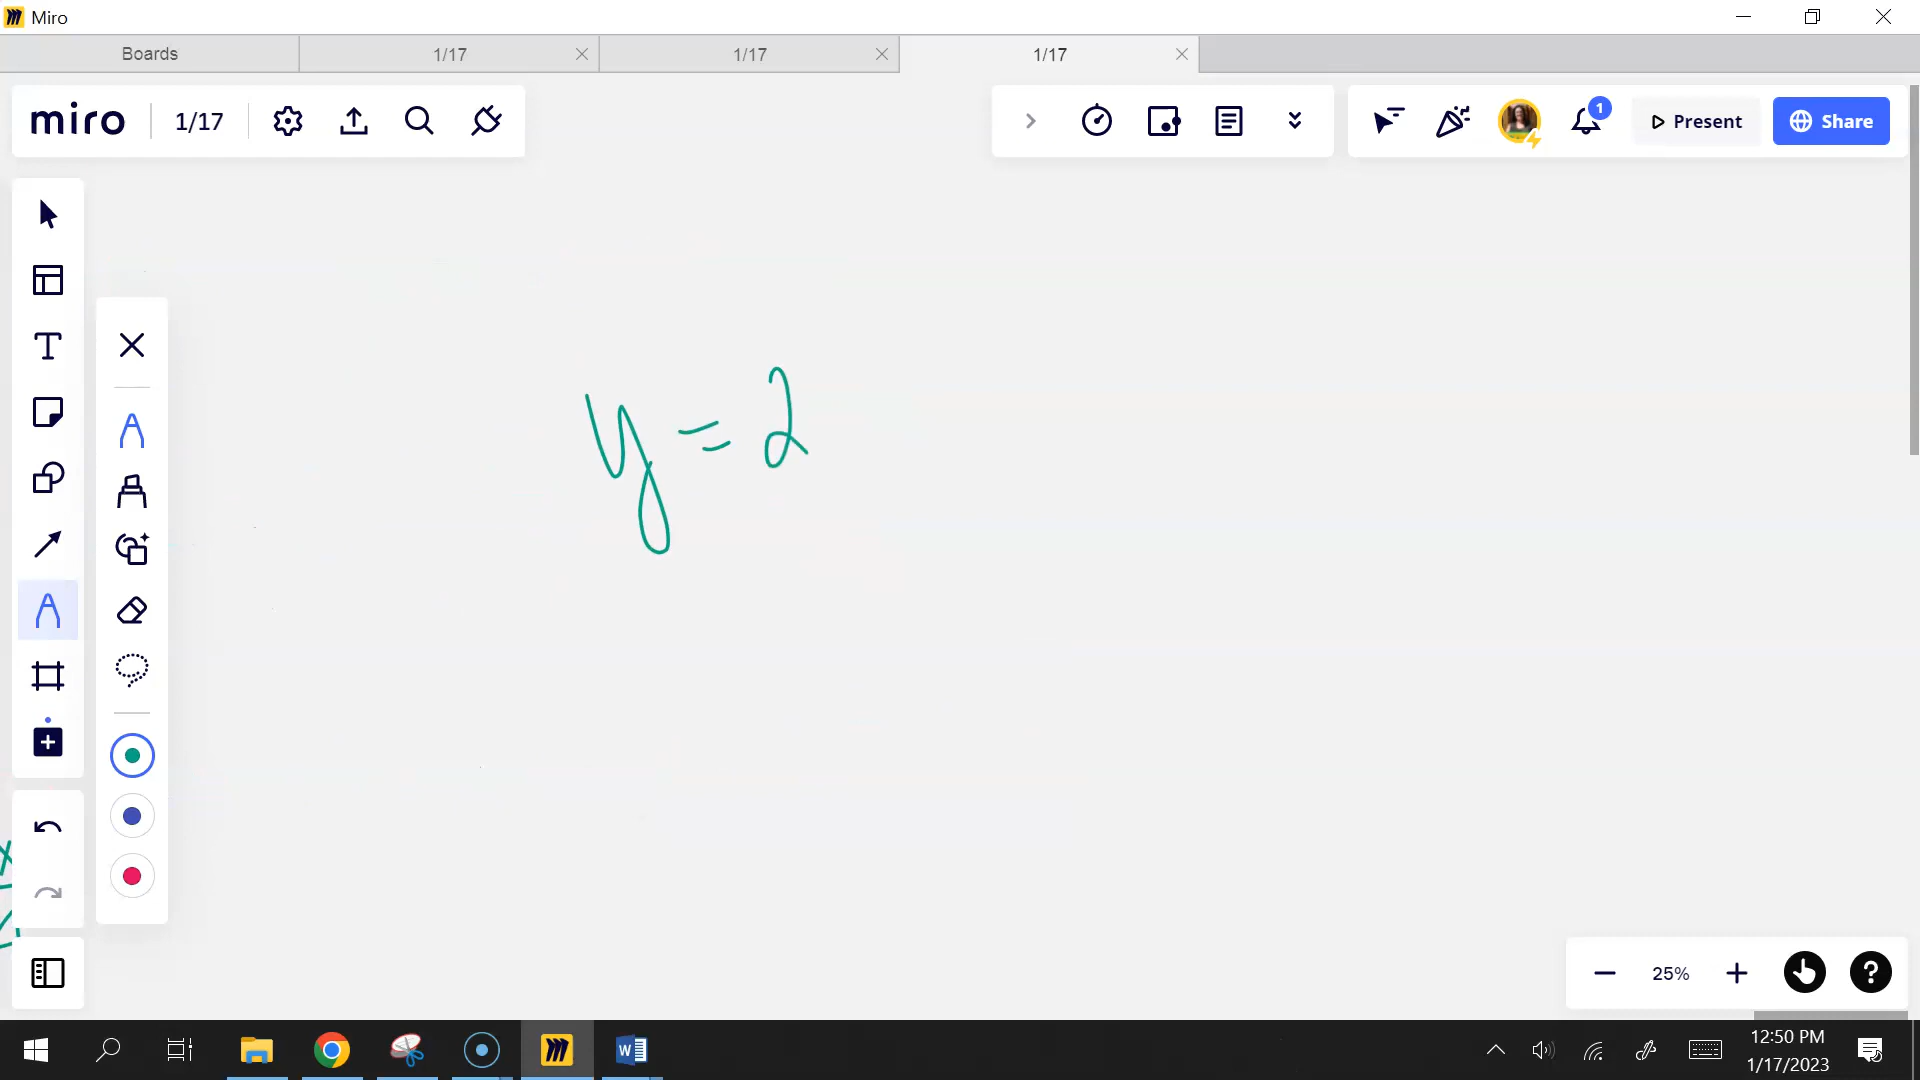 Miro
Boards
1/17
1/17
1/17
miro
1/17
1
Present
Share
y = 2
25%
12:50 PM
1/17/2023